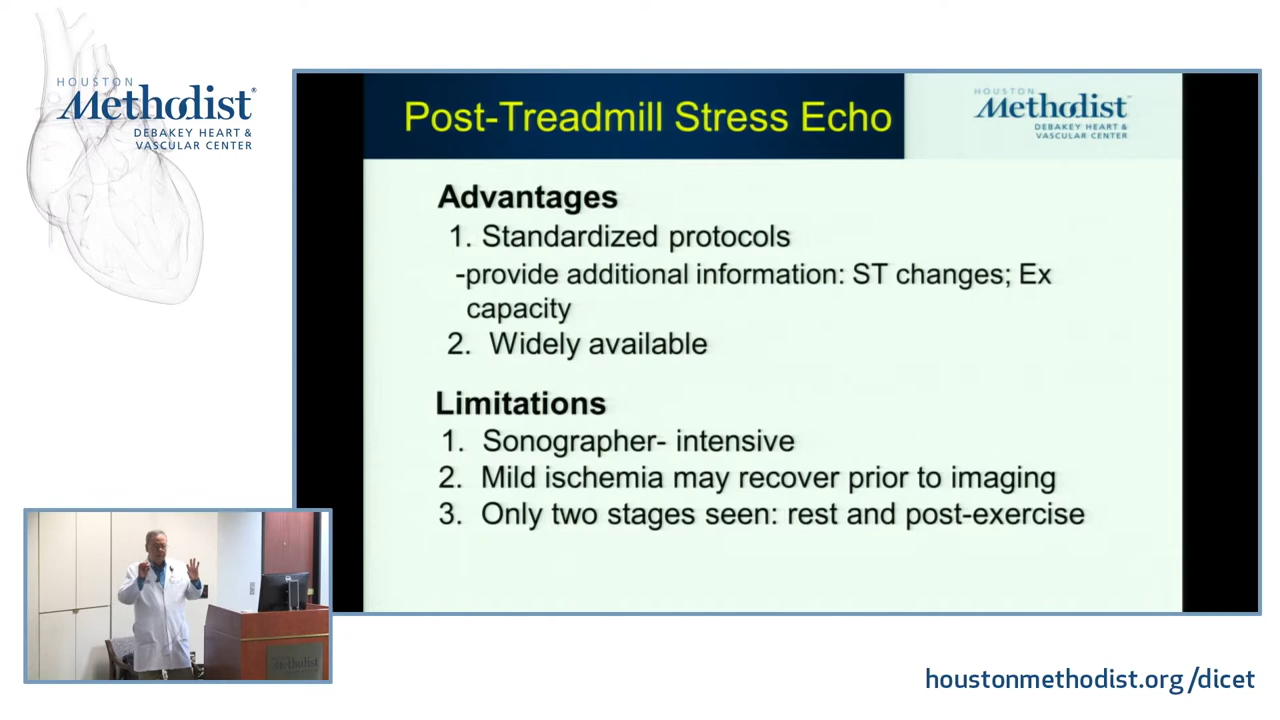 HOUSTON
Methodist®
DEBAKEY HEART &
VASCULAR CENTER
Post-Treadmill Stress Echo
HOUSTON
Methodist
DEBAKEY HEART &
VASCULAR CENTER
Advantages
1. Standardized protocols
-provide additional information: ST changes; Ex
capacity
2. Widely available
Limitations
1. Sonographer- intensive
2. Mild ischemia may recover prior to imaging
3. Only two stages seen: rest and post-exercise
Methodist
houstonmethodist.org/dicet